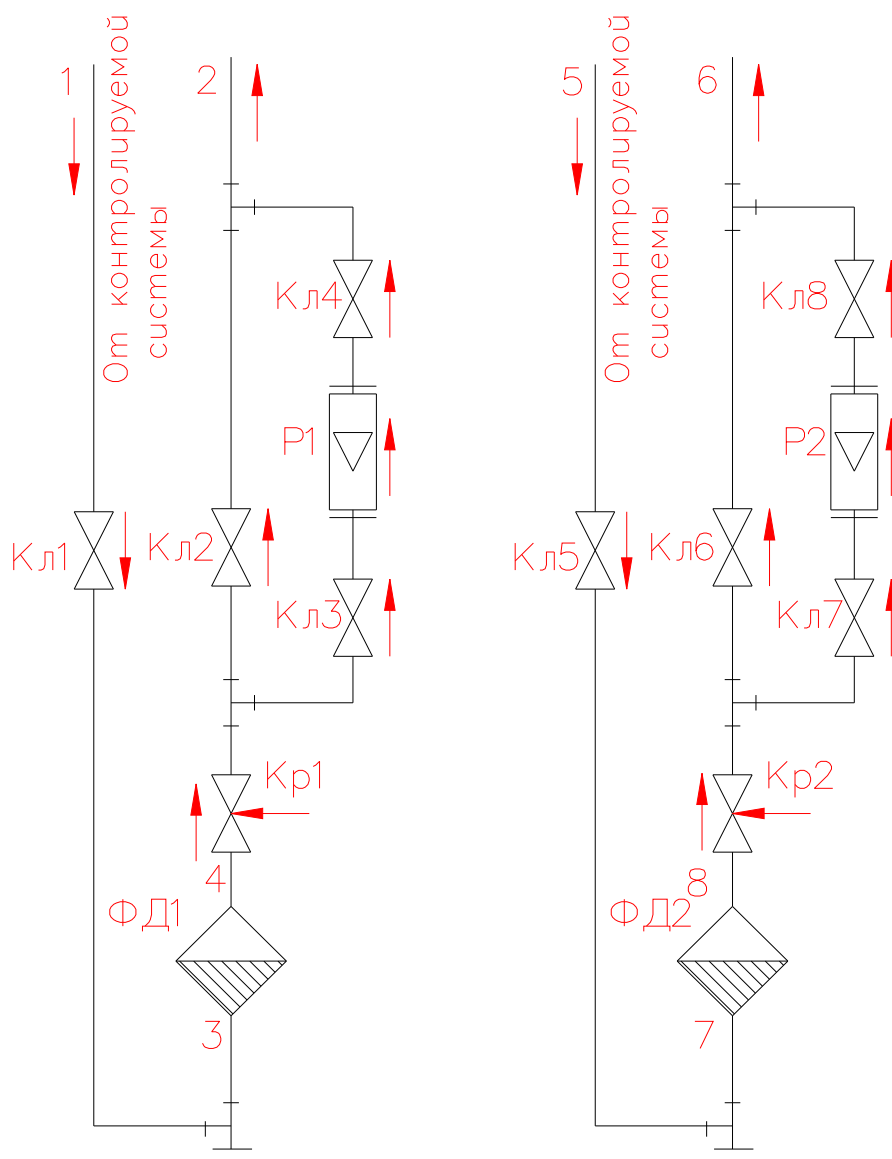 1
От контролируемой
системы
2
Кл4
Р1
Кл1
Кл2
Кл3
Кр1
4
ФД1
3
5
От контролируемой
системы
6
Кл8
Р2
Кл5
Кл6
Кл7
Кр2
8
ФД2
7